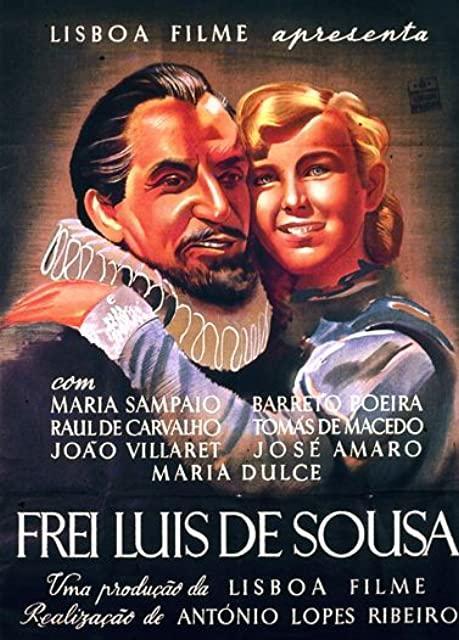 LISBOA FILME apresenta
com
MARIA SAMPAIO BARRETO POEIRA
RAUL DE CARVALHO TOMÁS DE MACEDO
JOÃO VILLARET JOSÉ AMARO
MARIA DULCE
FREI LUIS DE SOUSA
Uma produção da LISBOA FILME
Realização de ANTÓNIO LOPES RIBEIRO